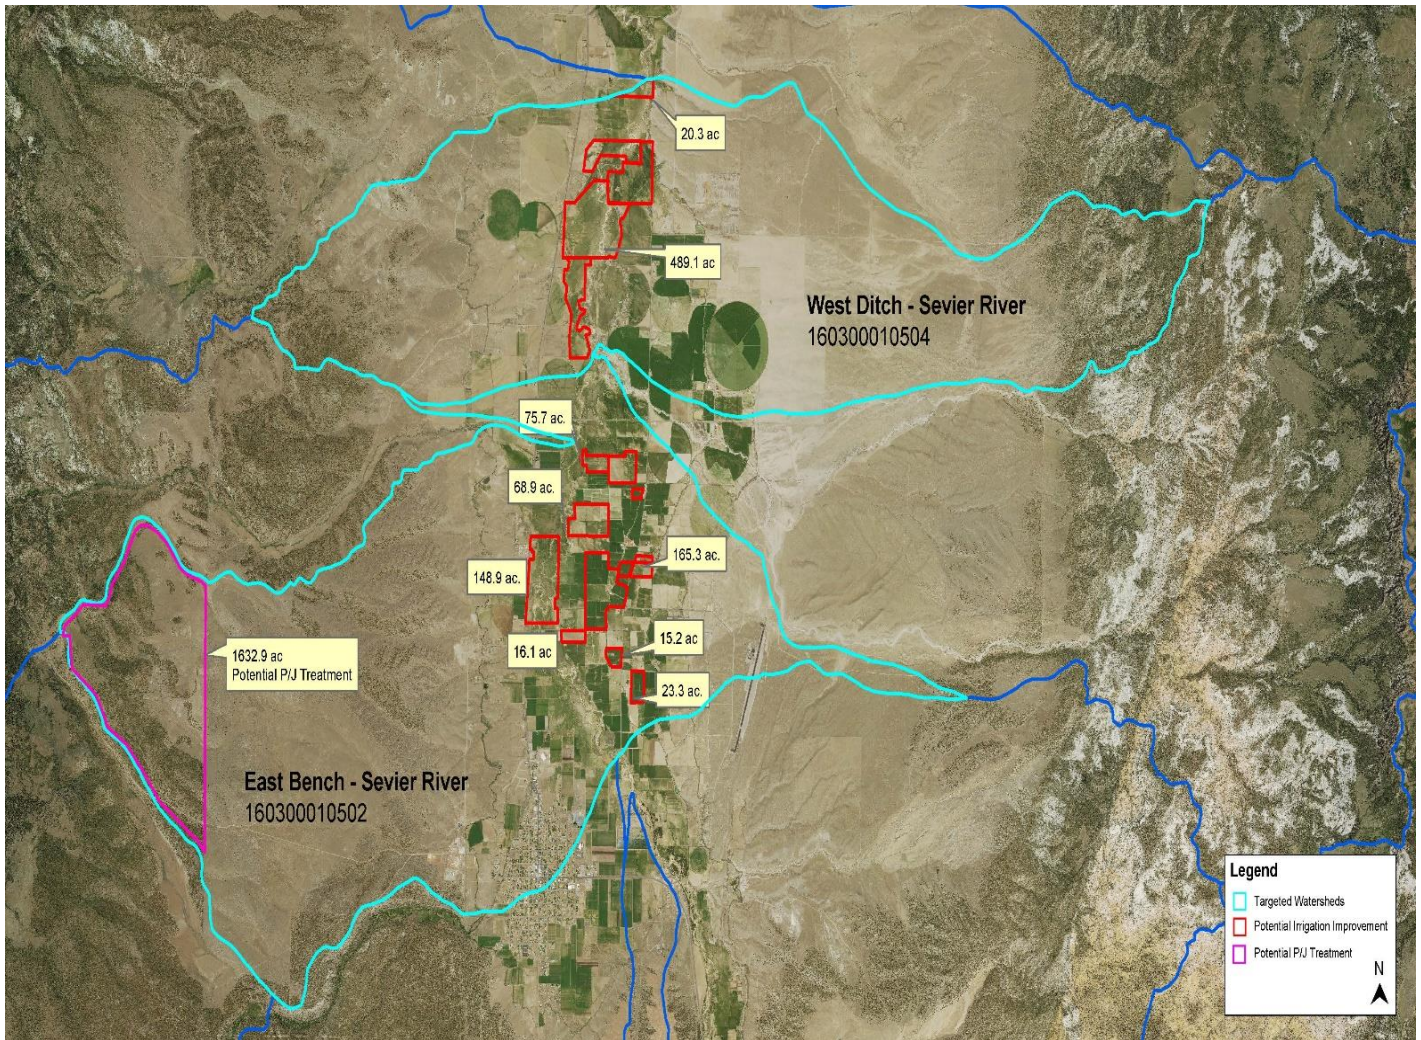 20.3 ac
489.1 ac
West Ditch - Sevier River
160300010504
75.7 ac.
68.9 ac.
165.3 ac.
148.9 ac.
16.1 ac
15.2 ac
23.3 ac.
1632.9 ac
Potential P/J Treatment
East Bench - Sevier River
160300010502
Legend
Targeted Watersheds
Potential Irrigation Improvement
Potential P/J Treatment
N